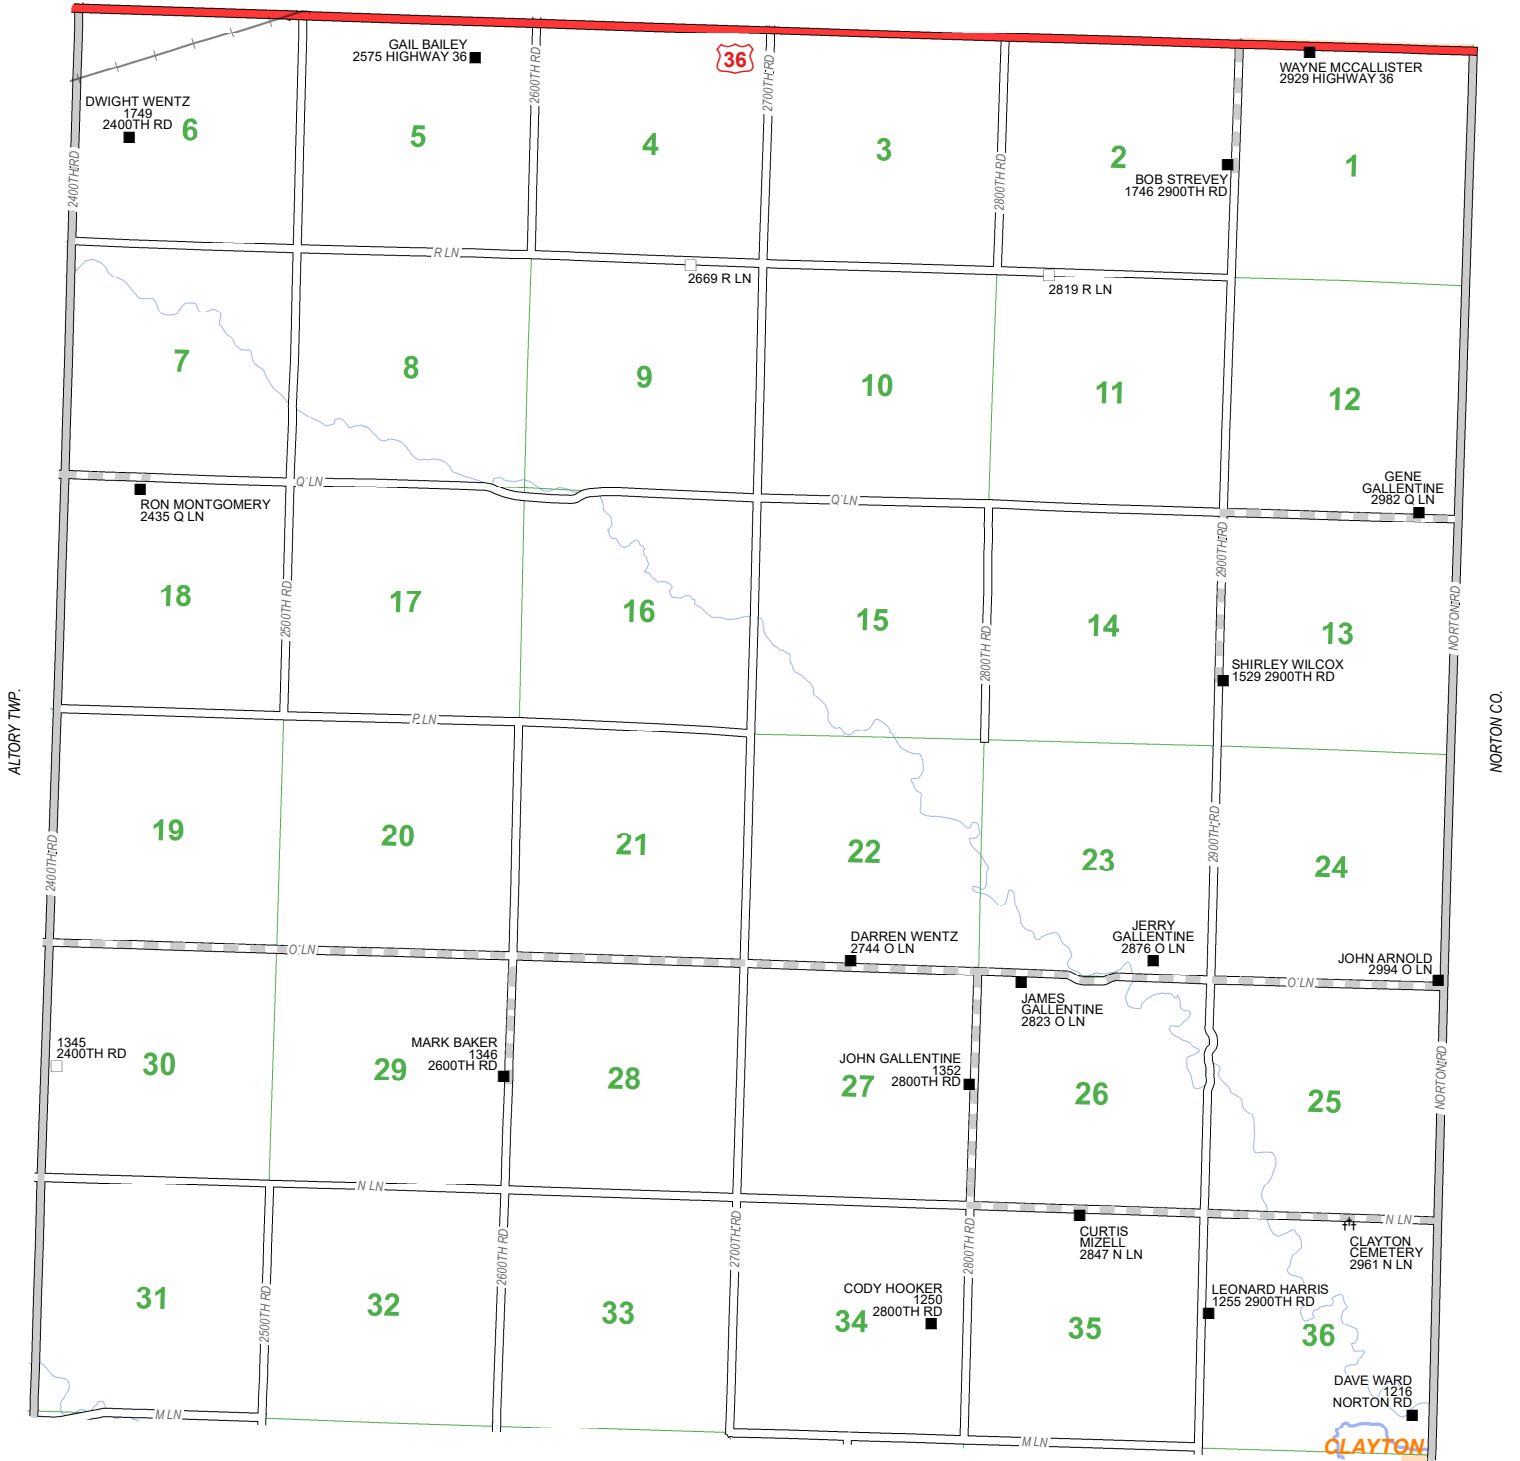 GAIL BAILEY
2575 HIGHWAY 36
36
WAYNE MCCALLISTER
2929 HIGHWAY 36
2600TH RD
2700TH RD
DWIGHT WENTZ
1749
2400TH RD
6
5
4
3
2
1
2400TH RD
2800TH RD
BOB STREVEY
1746 2900TH RD
R LN
2669 R LN
2819 R LN
7
8
9
10
11
12
GENE
GALLENTINE
2982 Q LN
Q LN
Q LN
RON MONTGOMERY
2435 Q LN
2900TH RD
18
17
16
15
14
13
2500TH RD
2800TH RD
NORTON RD
SHIRLEY WILCOX
1529 2900TH RD
ALTORY TWP.
NORTON CO.
P LN
19
20
21
22
23
24
2400TH RD
2900TH RD
DARREN WENTZ
2744 O LN
JERRY
GALLENTINE
2876 O LN
O LN
JOHN ARNOLD
2994 O LN
O LN
JAMES
GALLENTINE
2823 O LN
1345
2400TH RD
30
29
MARK BAKER
1346
2600TH RD
28
27
JOHN GALLENTINE
1352
2800TH RD
26
25
NORTON RD
N LN
CURTIS
MIZELL
2847 N LN
N LN
CLAYTON
CEMETERY
2961 N LN
2500TH RD
2600TH RD
2700TH RD
2800TH RD
31
32
33
34
CODY HOOKER
1250
2800TH RD
35
LEONARD HARRIS
1255 2900TH RD
36
DAVE WARD
1216
NORTON RD
M LN
M LN
CLAYTON